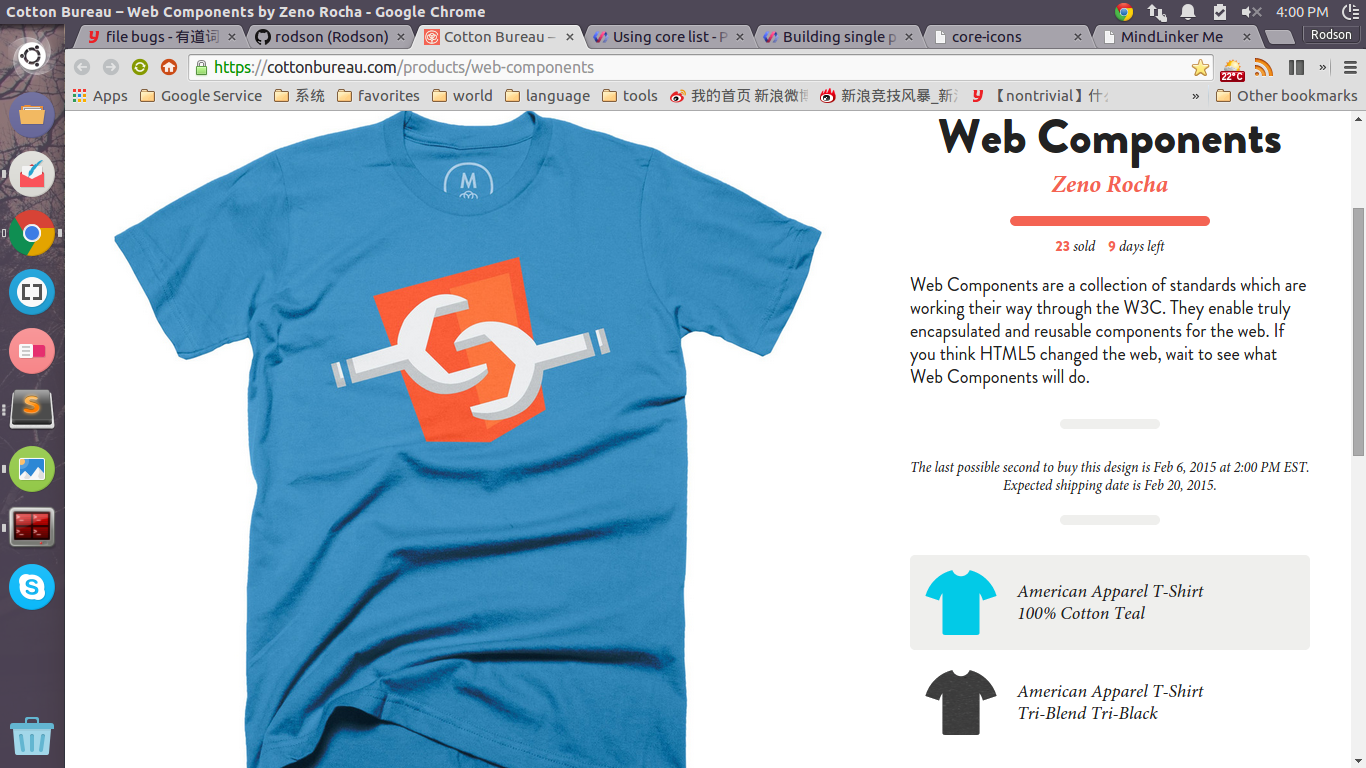 Cotton Bureau – Web Components by Zeno Rocha - Google Chrome
4:00 PM
file bugs - 有道词
rodson (Rodson)
Cotton Bureau –
Using core list - P
Building single p
core-icons
MindLinker Me
Rodson
https://cottonbureau.com/products/web-components
22°C
»
Apps
Google Service
系统
favorites
world
language
tools
我的首页 新浪微博
新浪竞技风暴_新
【nontrivial】什
»
Other bookmarks
M
Web Components
Zeno Rocha
23 sold 9 days left
Web Components are a collection of standards which are
working their way through the W3C. They enable truly
encapsulated and reusable components for the web. If
you think HTML5 changed the web, wait to see what
Web Components will do.
The last possible second to buy this design is Feb 6, 2015 at 2:00 PM EST.
Expected shipping date is Feb 20, 2015.
American Apparel T-Shirt
100% Cotton Teal
American Apparel T-Shirt
Tri-Blend Tri-Black